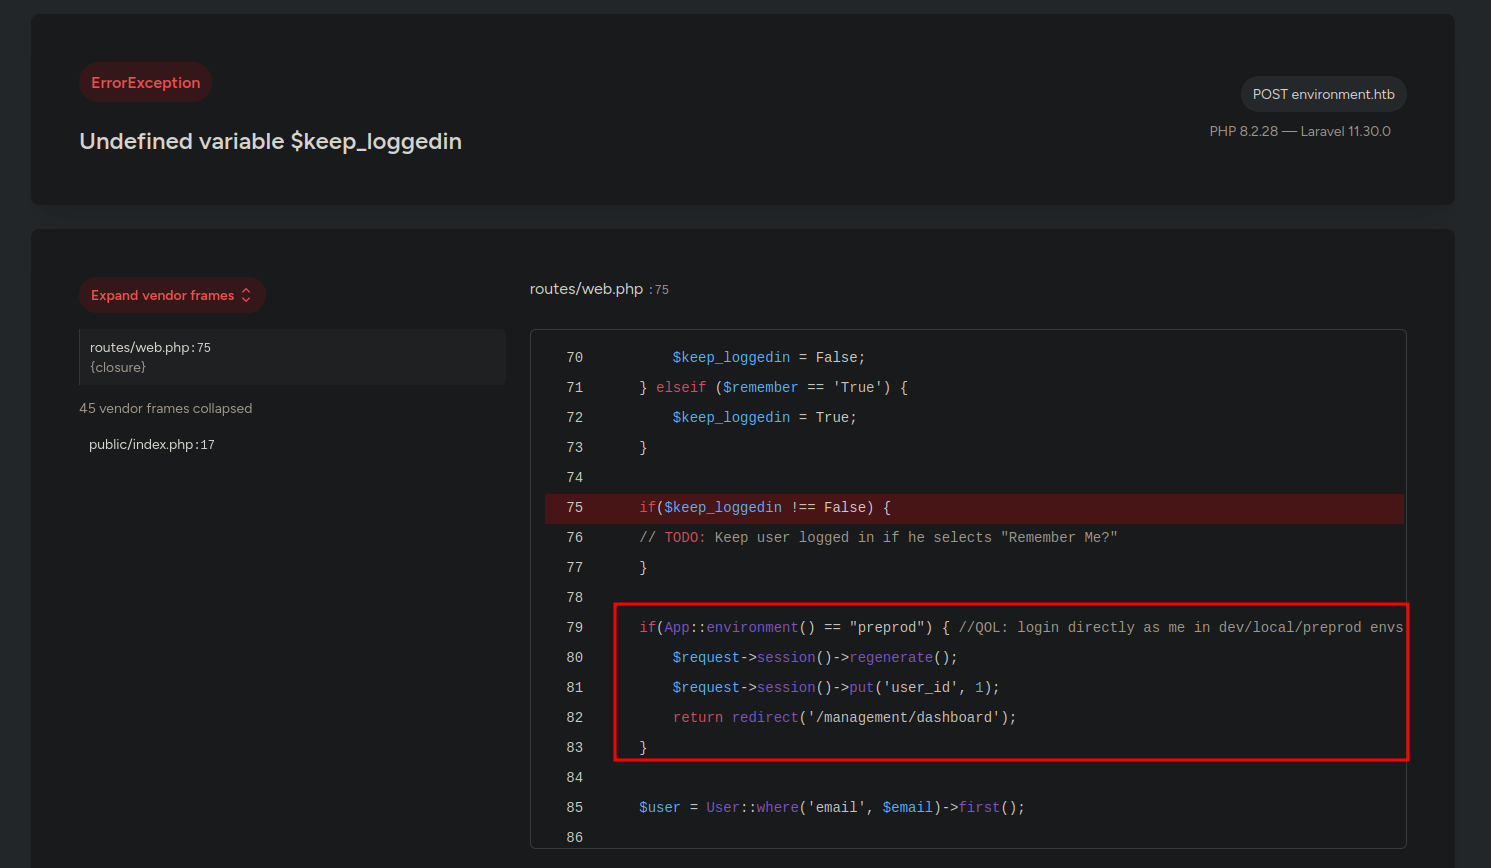 ErrorException
POST environment.htb
Undefined variable $keep_loggedin
PHP 8.2.28 — Laravel 11.30.0
Expand vendor frames
routes/web.php:75
{closure}
45 vendor frames collapsed
public/index.php:17
routes/web.php :75
70 $keep_loggedin = False;
71 } elseif ($remember == 'True') {
72 $keep_loggedin = True;
73 }
74
75 if($keep_loggedin !== False) {
76 // TODO: Keep user logged in if he selects "Remember Me?"
77 }
78
79 if(App::environment() == "preprod") { //QOL: login directly as me in dev/local/preprod envs
80 $request->session()->regenerate();
81 $request->session()->put('user_id', 1);
82 return redirect('/management/dashboard');
83 }
84
85 $user = User::where('email', $email)->first();
86